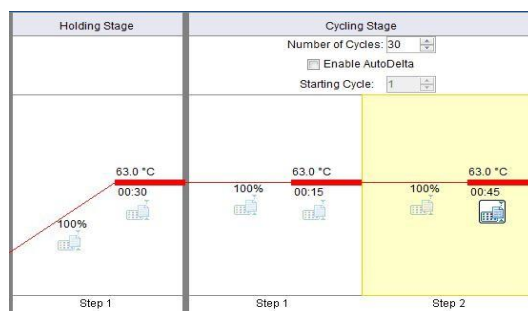 Holding Stage
Cycling Stage
Number of Cycles: 30
Enable AutoDelta
Starting Cycle: 1
63.0 °C
00:30
100%
63.0 °C
100%
00:15
63.0 °C
100%
00:45
Step 1
Step 1
Step 2